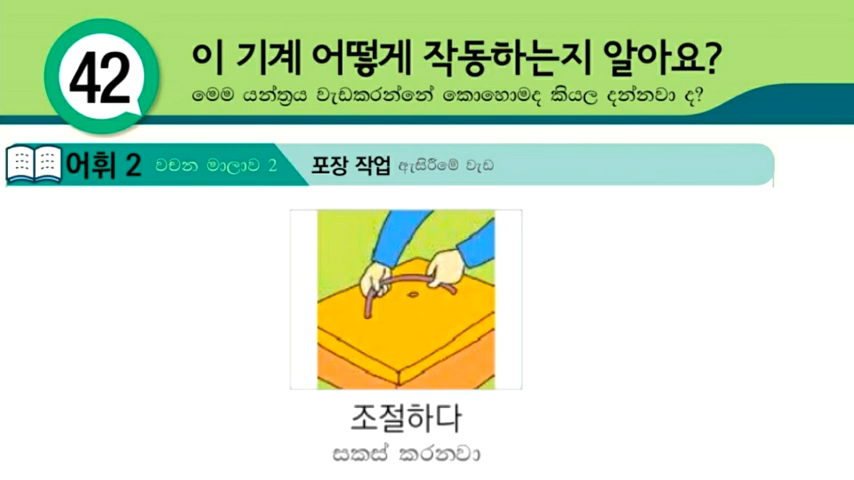 42
이 기계 어떻게 작동하는지 알아요?
මෙම යන්ත්‍රය වැඩකරන්නේ කොහොමද කියල දන්නවා ද?
어휘 2 වචන මාලාව 2 포장 작업 ඇසිරීමේ වැඩ
조절하다
සකස් කරනවා